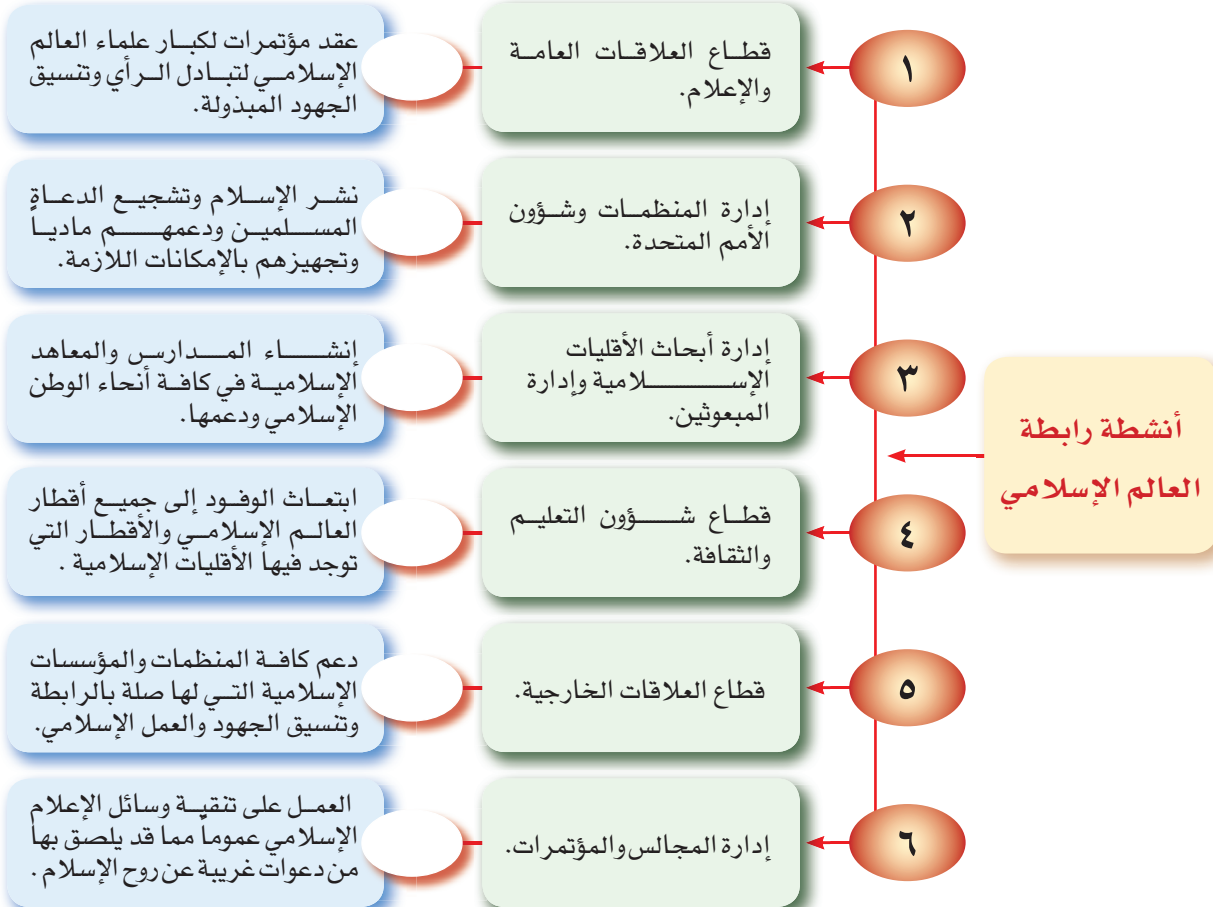 أنشطة رابطة
العالم الإسلامي
١
قطاع العلاقات العامة
والإعلام.
عقد مؤتمرات لكبار علماء العالم
الإسلامي لتبادل الرأي وتنسيق
الجهود المبذولة.
٢
إدارة المنظمات وشؤون
الأمم المتحدة.
نشر الإسلام وتشجيع الدعاةٍ
المسلمين ودعمهم ماديا
وتجهيزهم بالإمكانات اللازمة.
٣
إدارة أبحاث الأقليات
الإسلامية وإدارة
المبعوثين.
إنشاء المدارس والمعاهد
الإسلامية في كافة أنحاء الوطن
الإسلامي ودعمها.
٤
قطاع شؤون التعليم
والثقافة.
ابتعاث الوفود إلى جميع أقطار
العالم الإسلامي والأقطار التي
توجد فيها الأقليات الإسلامية .
٥
قطاع العلاقات الخارجية.
دعم كافة المنظمات والمؤسسات
الإسلامية التي لها صلة بالرابطة
وتنسيق الجهود والعمل الإسلامي.
٦
إدارة المجالس والمؤتمرات.
العمل على تنقية وسائل الإعلام
الإسلامي عموماً مما قد يلصق بها
من دعوات غريبة عن روح الإسلام .